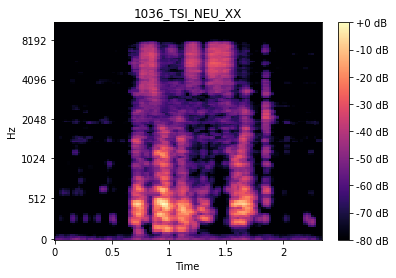 1036_TSI_NEU_XX
+0 dB
8192
-10 dB
4096
-20 dB
-30 dB
2048
Hz
-40 dB
1024
-50 dB
512
-60 dB
-70 dB
0
-80 dB
0 0.5 1 1.5 2
Time